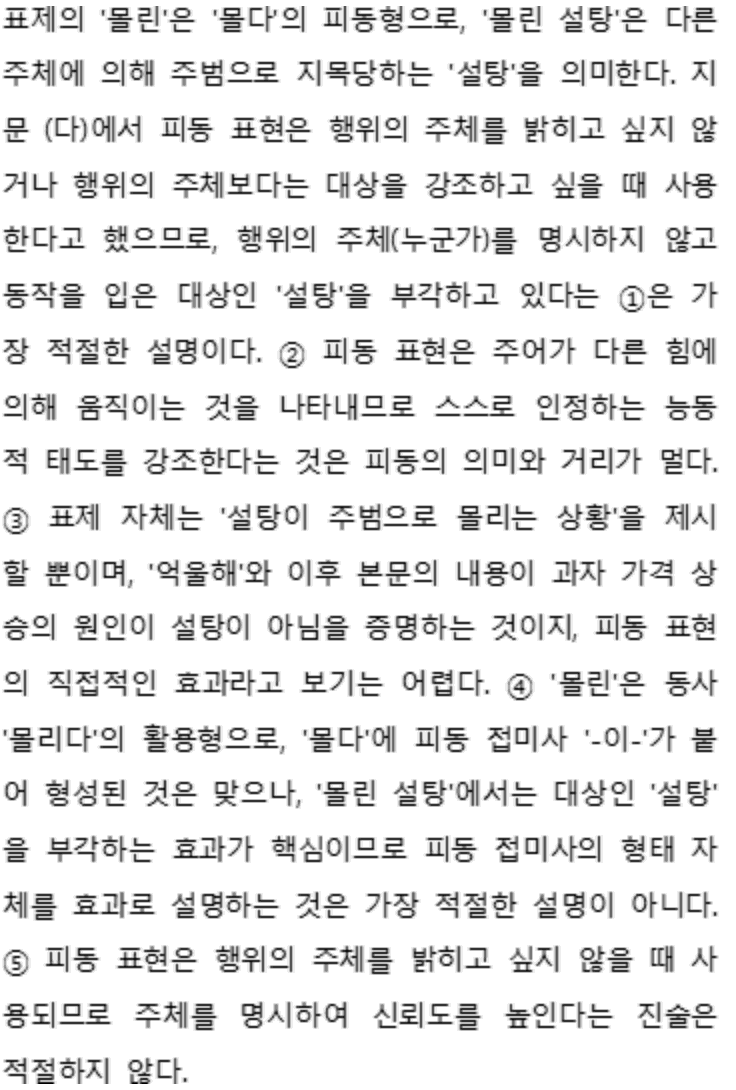 표제의 '몰린'은 '몰다'의 피동형으로, '몰린 설탕'은 다른
주체에 의해 주범으로 지목당하는 '설탕'을 의미한다. 지
문 (다)에서 피동 표현은 행위의 주체를 밝히고 싶지 않
거나 행위의 주체보다는 대상을 강조하고 싶을 때 사용
한다고 했으므로, 행위의 주체(누군가)를 명시하지 않고
동작을 입은 대상인 '설탕'을 부각하고 있다는 ①은 가
장 적절한 설명이다. ② 피동 표현은 주어가 다른 힘에
의해 움직이는 것을 나타내므로 스스로 인정하는 능동
적 태도를 강조한다는 것은 피동의 의미와 거리가 멀다.
③ 표제 자체는 '설탕이 주범으로 몰리는 상황'을 제시
할 뿐이며, '억울해'와 이후 본문의 내용이 과자 가격 상
승의 원인이 설탕이 아님을 증명하는 것이지, 피동 표현
의 직접적인 효과라고 보기는 어렵다. ④ '몰린'은 동사
'몰리다'의 활용형으로, '몰다'에 피동 접미사 '-이-'가 붙
어 형성된 것은 맞으나, '몰린 설탕'에서는 대상인 '설탕'
을 부각하는 효과가 핵심이므로 피동 접미사의 형태 자
체를 효과로 설명하는 것은 가장 적절한 설명이 아니다.
⑤ 피동 표현은 행위의 주체를 밝히고 싶지 않을 때 사
용되므로 주체를 명시하여 신뢰도를 높인다는 진술은
적절하지 않다.